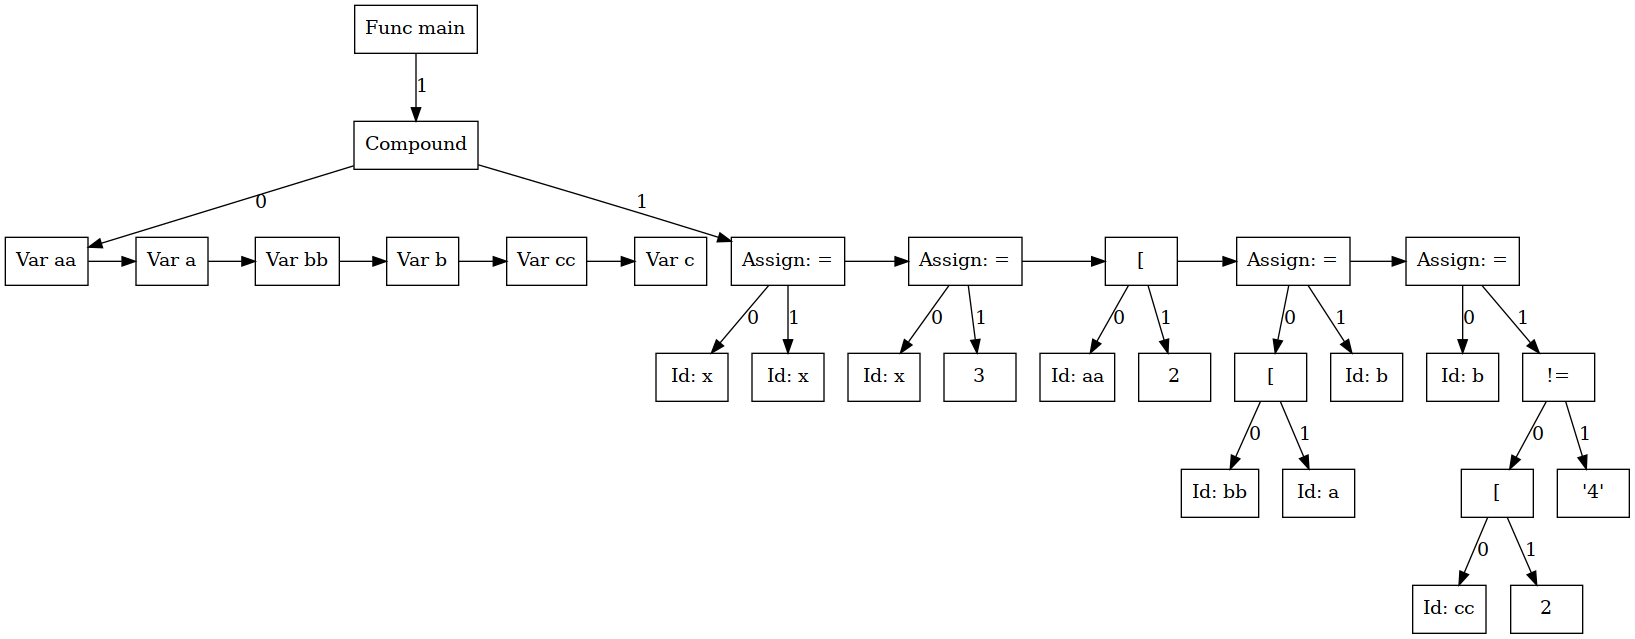 Func main
1
Compound
0
1
Var aa
Var a
Var bb
Var b
Var cc
Var c
Assign: =
Assign: =
[
Assign: =
Assign: =
0
1
0
1
0
1
0
1
0
1
Id: x
Id: x
Id: x
3
Id: aa
2
[
Id: b
Id: b
!=
0
1
0
1
Id: bb
Id: a
[
'4'
0
1
Id: cc
2